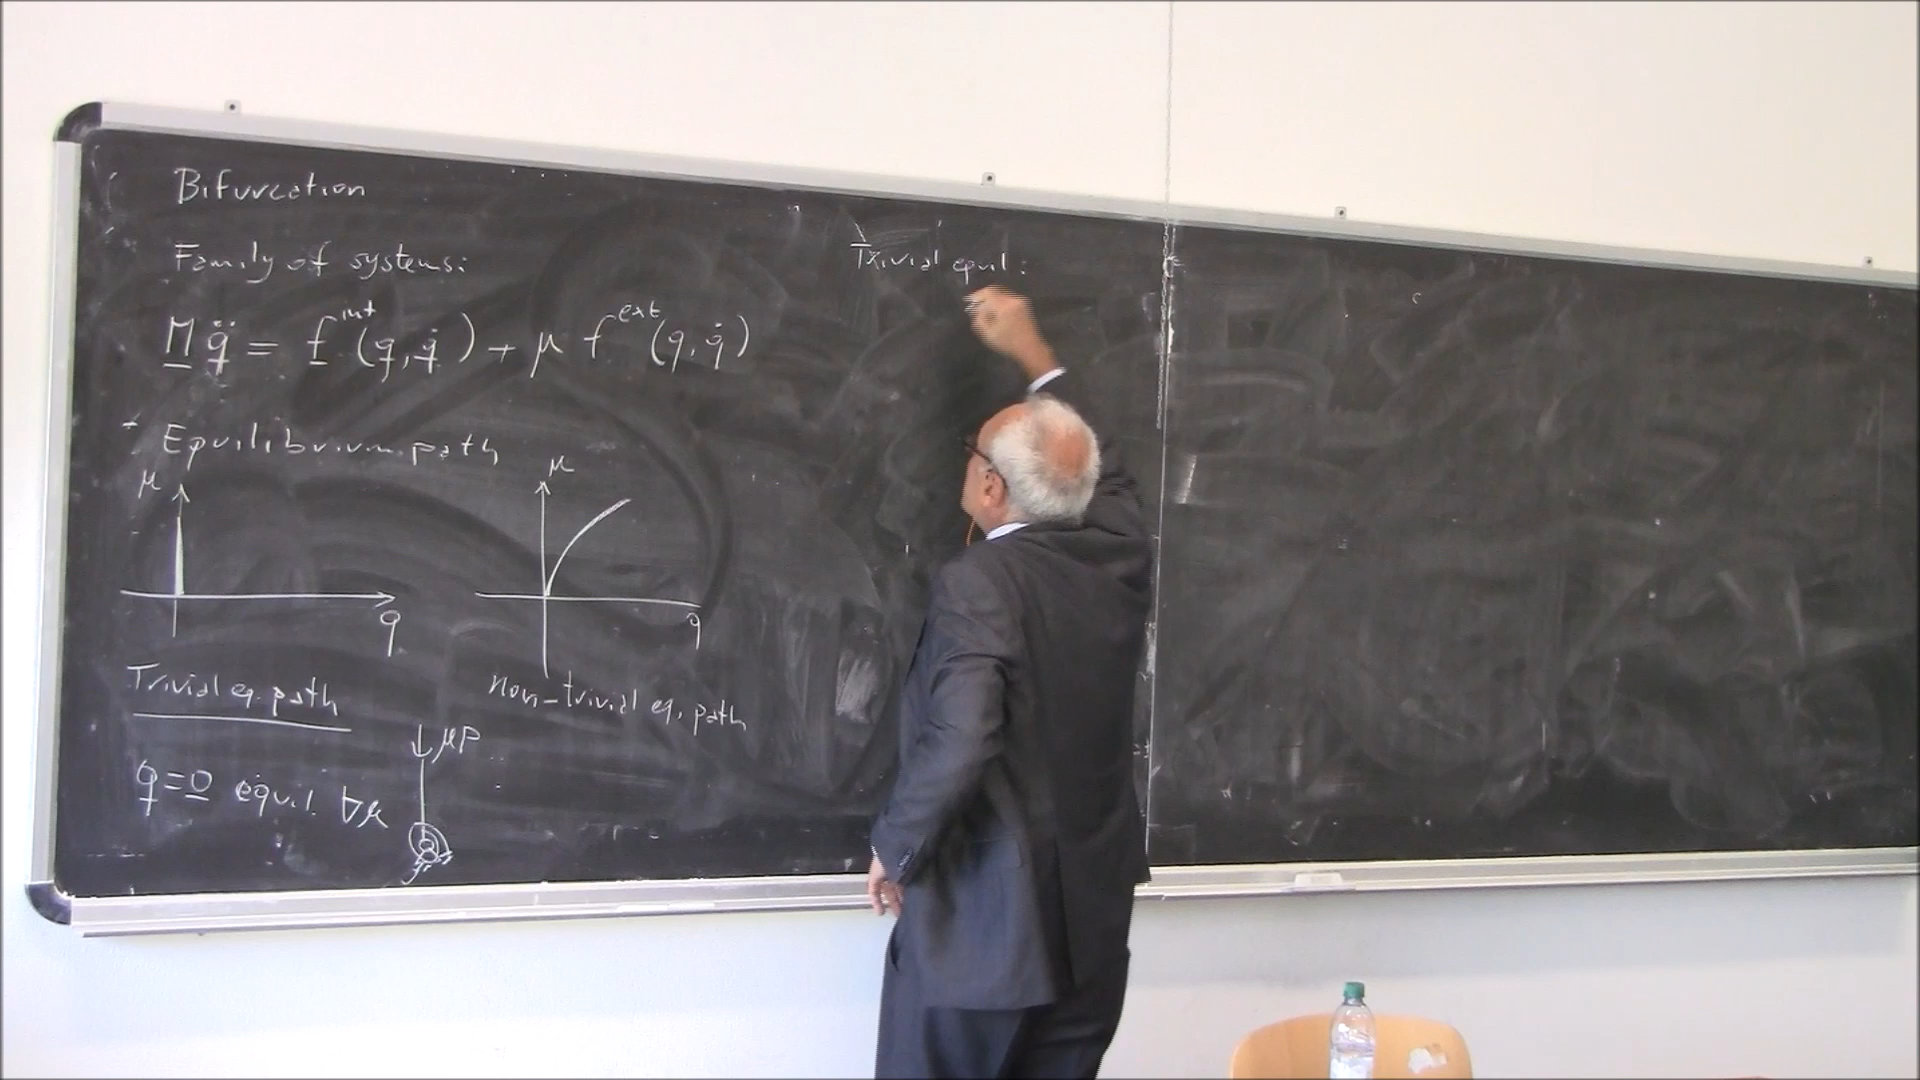 Bifurcation
Family of systems:
M q̈ = f^int (q, q̇) + μ f^ext (q, q̇)
Equilibrium path
μ
q
μ
q
Trivial eq. path
non-trivial eq. path
q = 0 equil. ∀μ
μP
Trivial equil: